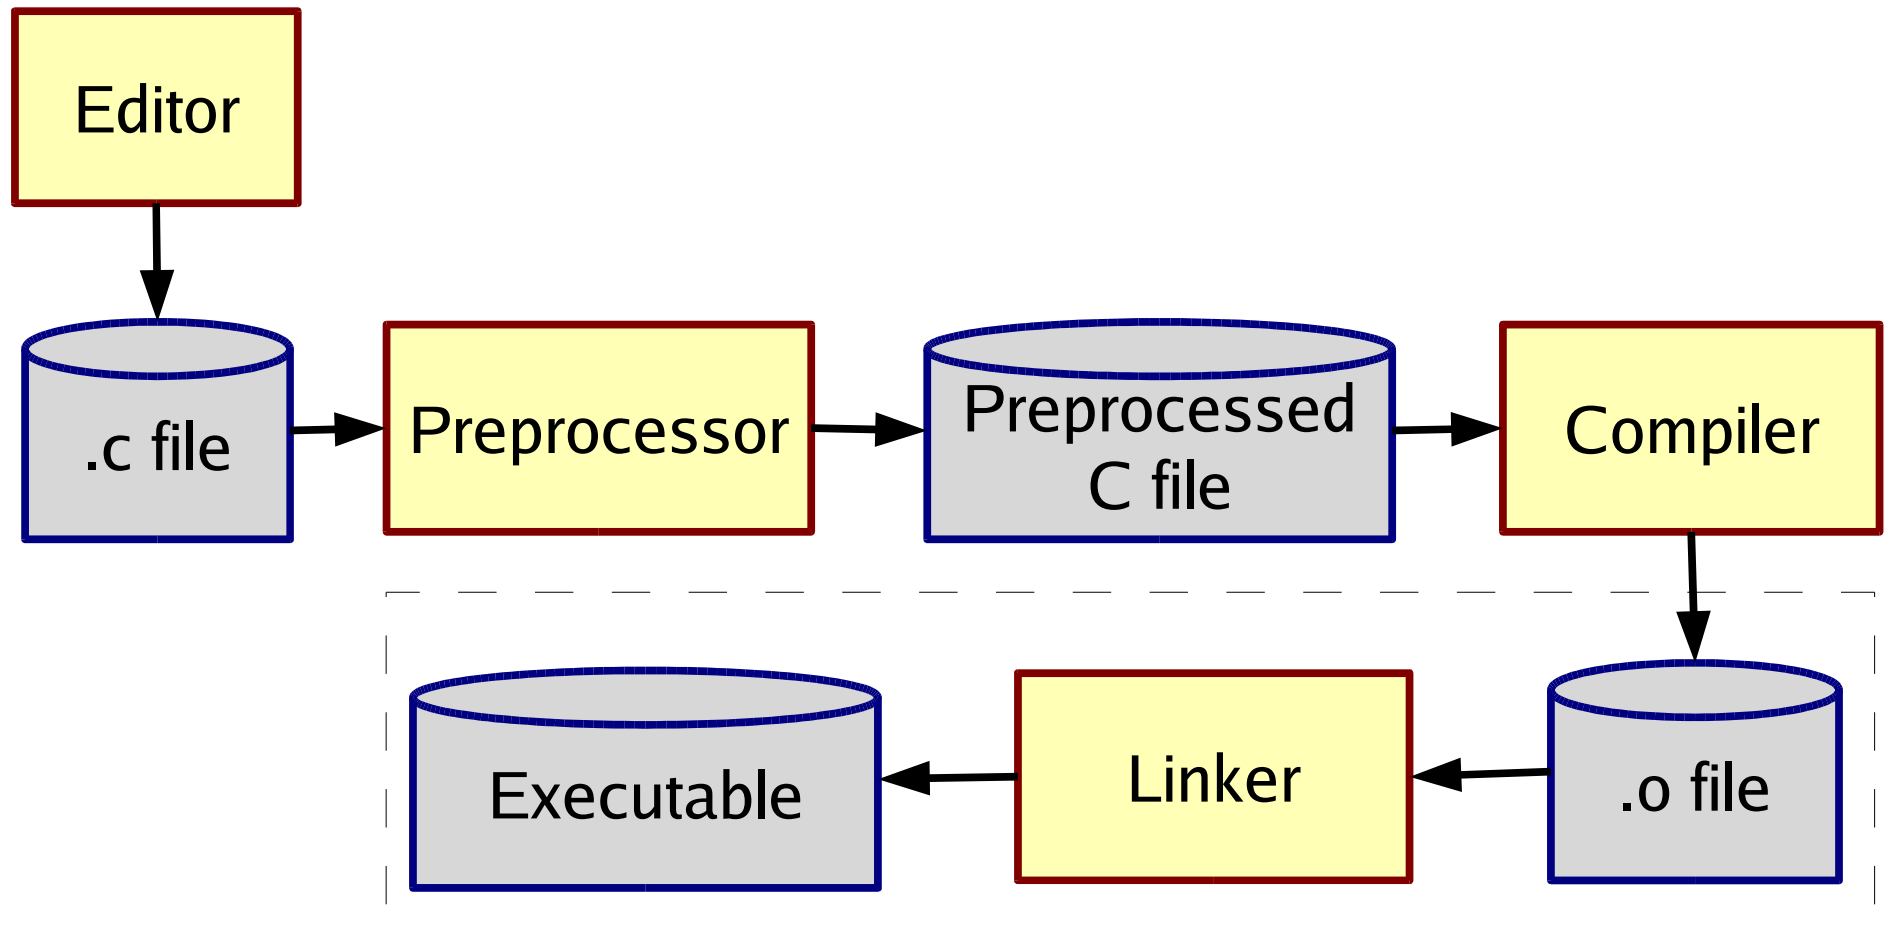 Editor
.c file
Preprocessor
Preprocessed
C file
Compiler
Executable
Linker
.o file